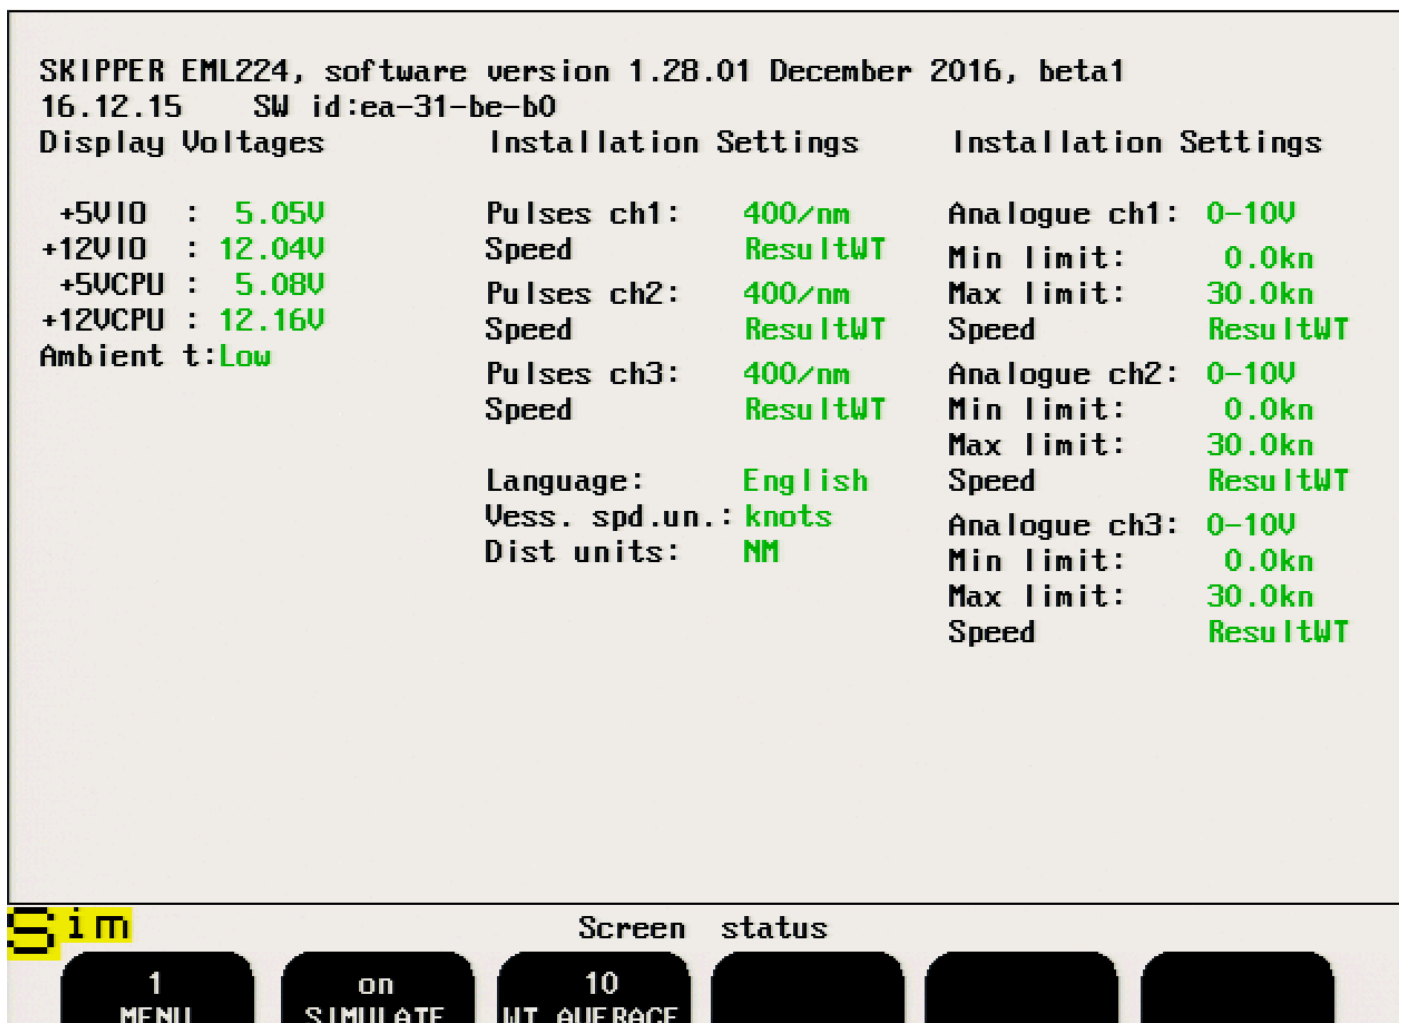 SKIPPER EML224, software version 1.28.01 December 2016, beta1
16.12.15 SW id:ea-31-be-b0
Display Voltages
+5VIO : 5.05V
+12VIO : 12.04V
+5VCPU : 5.08V
+12VCPU : 12.16V
Ambient t:Low
Installation Settings
Pulses ch1: 400/nm
Speed ResultWT
Pulses ch2: 400/nm
Speed ResultWT
Pulses ch3: 400/nm
Speed ResultWT
Language: English
Vess. spd.un.: knots
Dist units: NM
Installation Settings
Analogue ch1: 0-10V
Min limit: 0.0kn
Max limit: 30.0kn
Speed ResultWT
Analogue ch2: 0-10V
Min limit: 0.0kn
Max limit: 30.0kn
Speed ResultWT
Analogue ch3: 0-10V
Min limit: 0.0kn
Max limit: 30.0kn
Speed ResultWT
Sim
Screen status
1
MENU
on
SIMULATE
10
WT AVERAGE